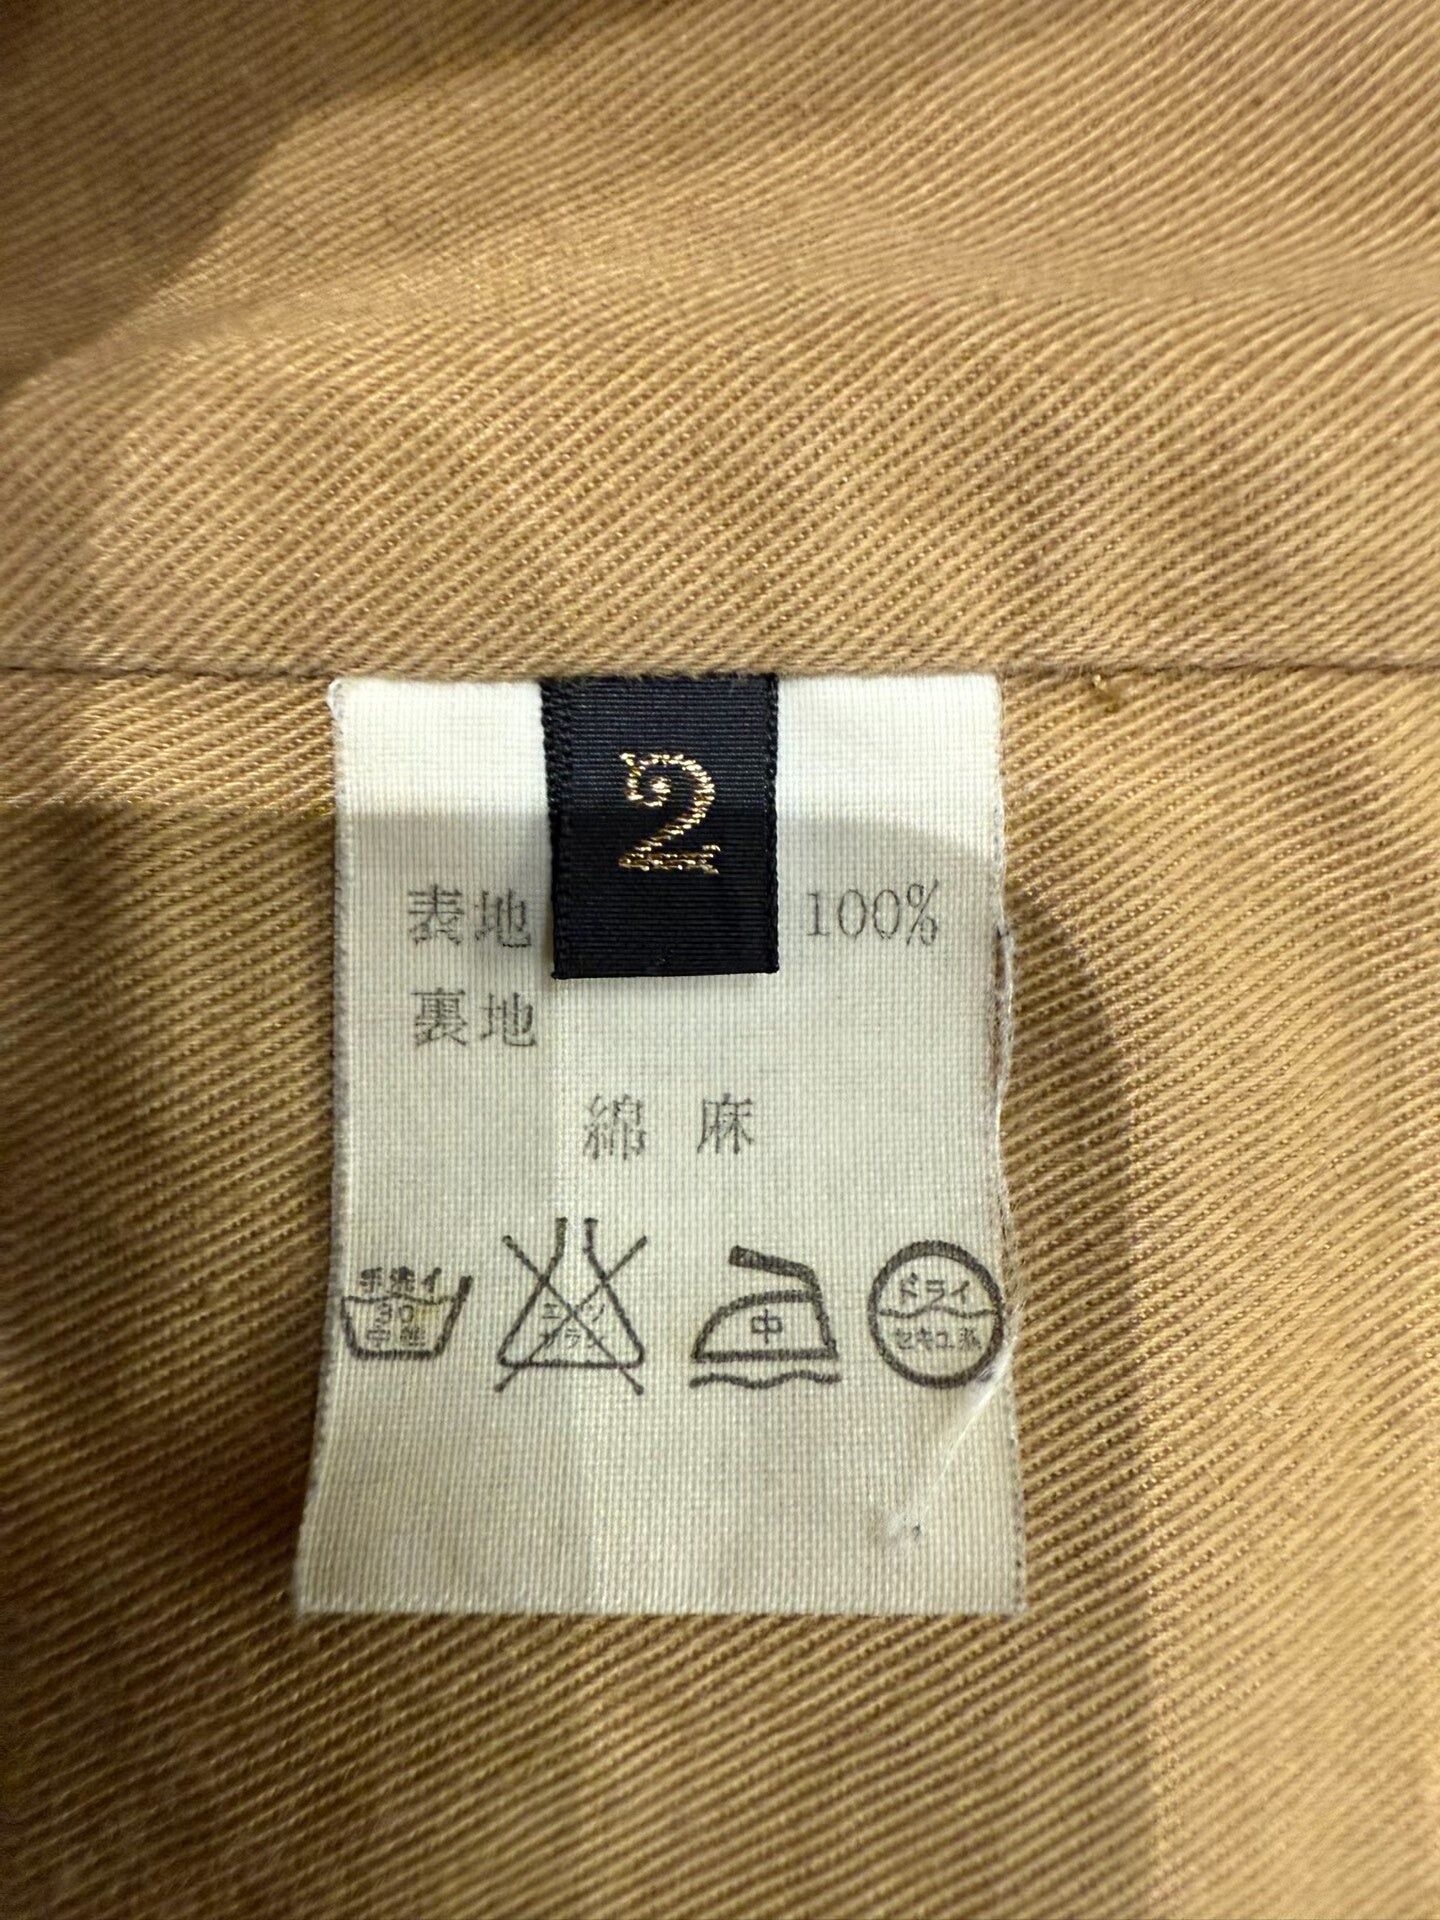 2
表地 100%
裏地
綿 麻
手洗イ
30
中性
エンソ
サラシ
中
ドライ
セキユ系